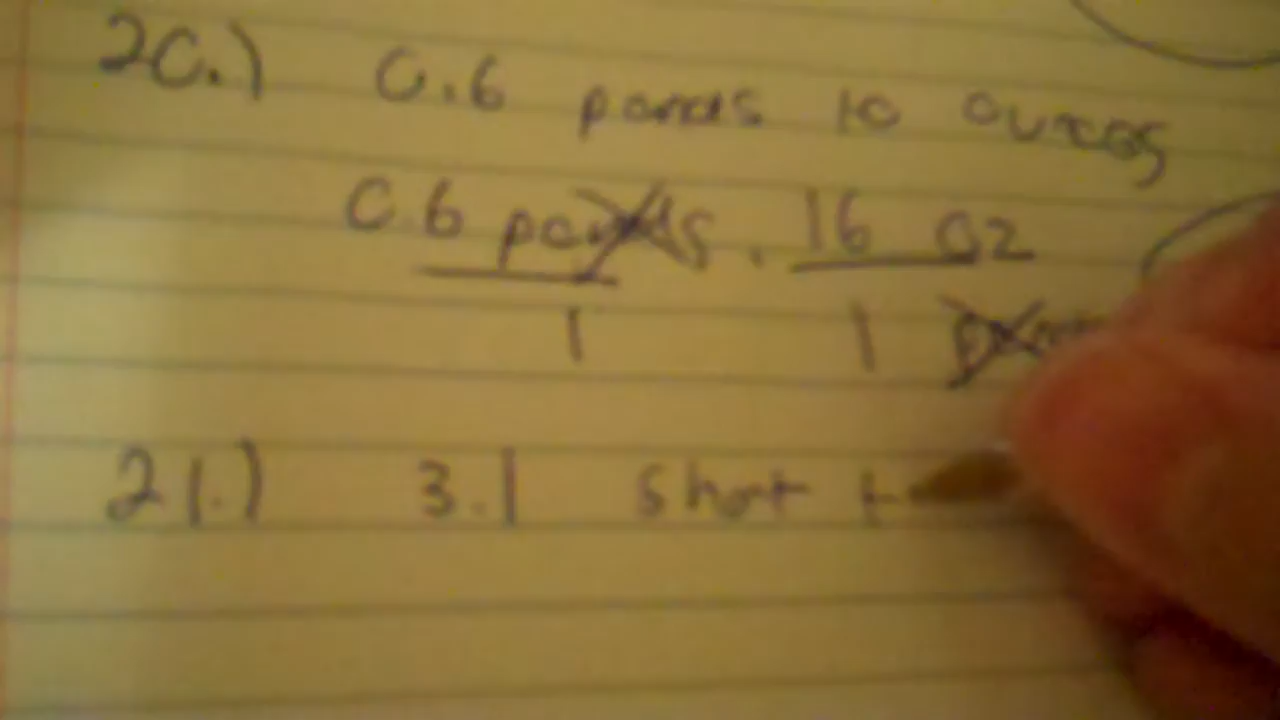 20.) 0.6 pounds to ounces
0.6 pounds . 16 oz
1 1
21.) 3.1 short t